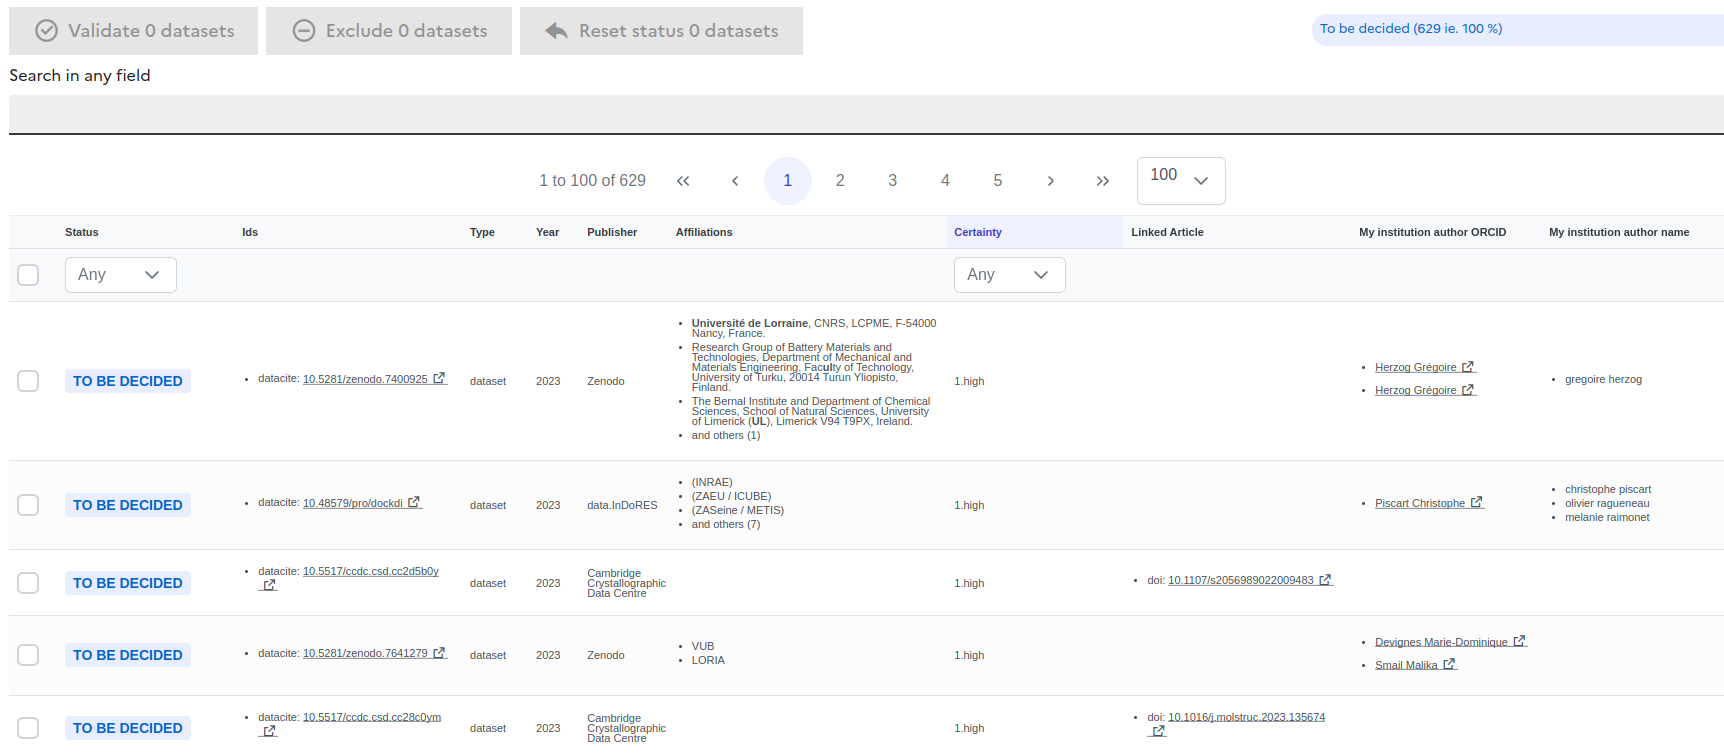 Validate 0 datasets
Exclude 0 datasets
Reset status 0 datasets
To be decided (629 ie. 100 %)
Search in any field
1 to 100 of 629
1
2
3
4
5
100
Status Ids Type Year Publisher Affiliations Certainty Linked Article My institution author ORCID My institution author name
Any
Any
TO BE DECIDED
datacite: 10.5281/zenodo.7400925
dataset
2023
Zenodo
Université de Lorraine, CNRS, LCPME, F-54000
Nancy, France.
Research Group of Battery Materials and
Technologies, Department of Mechanical and
Materials Engineering, Faculty of Technology,
University of Turku, 20014 Turun Yliopisto,
Finland.
The Bernal Institute and Department of Chemical
Sciences, School of Natural Sciences, University
of Limerick (UL), Limerick V94 T9PX, Ireland.
and others (1)
1.high
Herzog Grégoire
Herzog Grégoire
gregoire herzog
TO BE DECIDED
datacite: 10.48579/pro/dockdi
dataset
2023
data.InDoRES
(INRAE)
(ZAEU / ICUBE)
(ZASeine / METIS)
and others (7)
1.high
Piscart Christophe
christophe piscart
olivier ragueneau
melanie raimonet
TO BE DECIDED
datacite: 10.5517/ccdc.csd.cc2d5b0y
dataset
2023
Cambridge
Crystallographic
Data Centre
1.high
doi: 10.1107/s2056989022009483
TO BE DECIDED
datacite: 10.5281/zenodo.7641279
dataset
2023
Zenodo
VUB
LORIA
1.high
Devignes Marie-Dominique
Smail Malika
TO BE DECIDED
datacite: 10.5517/ccdc.csd.cc28c0ym
dataset
2023
Cambridge
Crystallographic
Data Centre
1.high
doi: 10.1016/j.molstruc.2023.135674